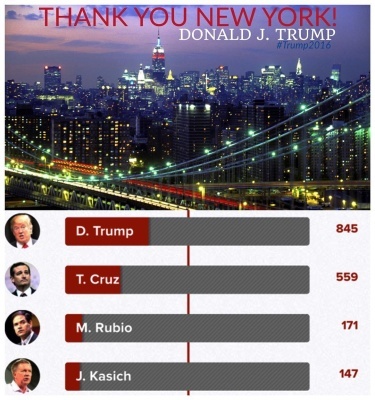 THANK YOU NEW YORK!
DONALD J. TRUMP
#Trump2016
D. Trump 845
T. Cruz 559
M. Rubio 171
J. Kasich 147